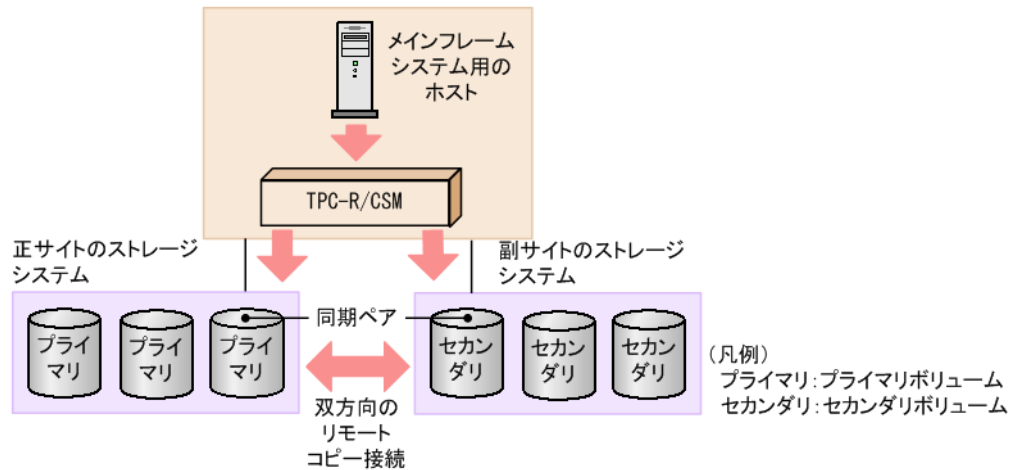 メインフレーム
システム用の
ホスト
TPC-R/CSM
正サイトのストレージ
システム
副サイトのストレージ
システム
同期ペア
プライ
マリ
プライ
マリ
プライ
マリ
セカン
ダリ
セカン
ダリ
セカン
ダリ
双方向の
リモート
コピー接続
（凡例）
プライマリ：プライマリボリューム
セカンダリ：セカンダリボリューム